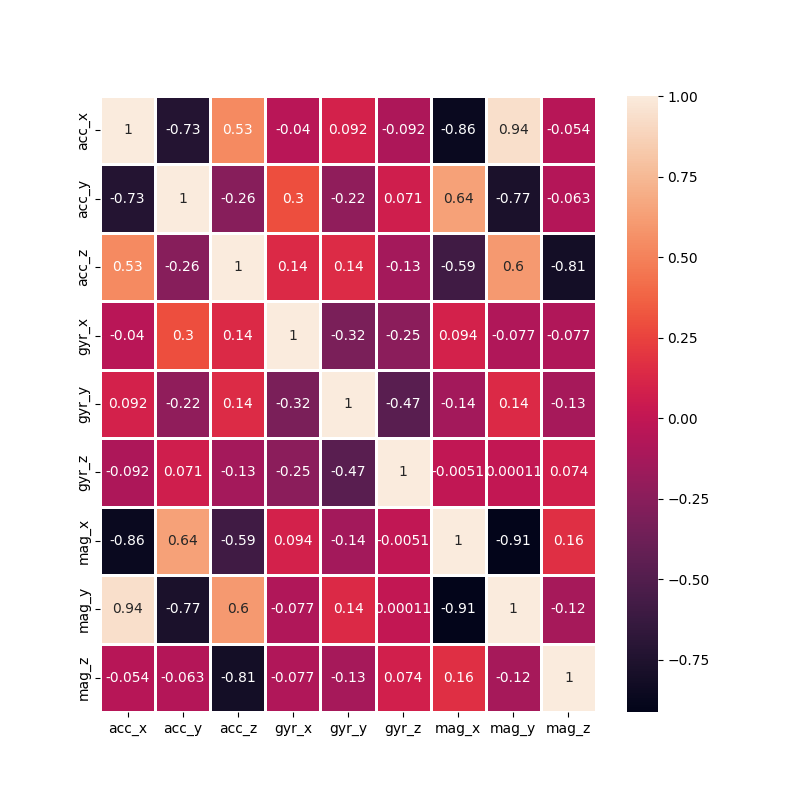 acc_x 1 -0.73 0.53 -0.04 0.092 -0.092 -0.86 0.94 -0.054
acc_y -0.73 1 -0.26 0.3 -0.22 0.071 0.64 -0.77 -0.063
acc_z 0.53 -0.26 1 0.14 0.14 -0.13 -0.59 0.6 -0.81
gyr_x -0.04 0.3 0.14 1 -0.32 -0.25 0.094 -0.077 -0.077
gyr_y 0.092 -0.22 0.14 -0.32 1 -0.47 -0.14 0.14 -0.13
gyr_z -0.092 0.071 -0.13 -0.25 -0.47 1 -0.0051 0.00011 0.074
mag_x -0.86 0.64 -0.59 0.094 -0.14 -0.0051 1 -0.91 0.16
mag_y 0.94 -0.77 0.6 -0.077 0.14 0.00011 -0.91 1 -0.12
mag_z -0.054 -0.063 -0.81 -0.077 -0.13 0.074 0.16 -0.12 1
acc_x acc_y acc_z gyr_x gyr_y gyr_z mag_x mag_y mag_z
1.00
0.75
0.50
0.25
0.00
−0.25
−0.50
−0.75